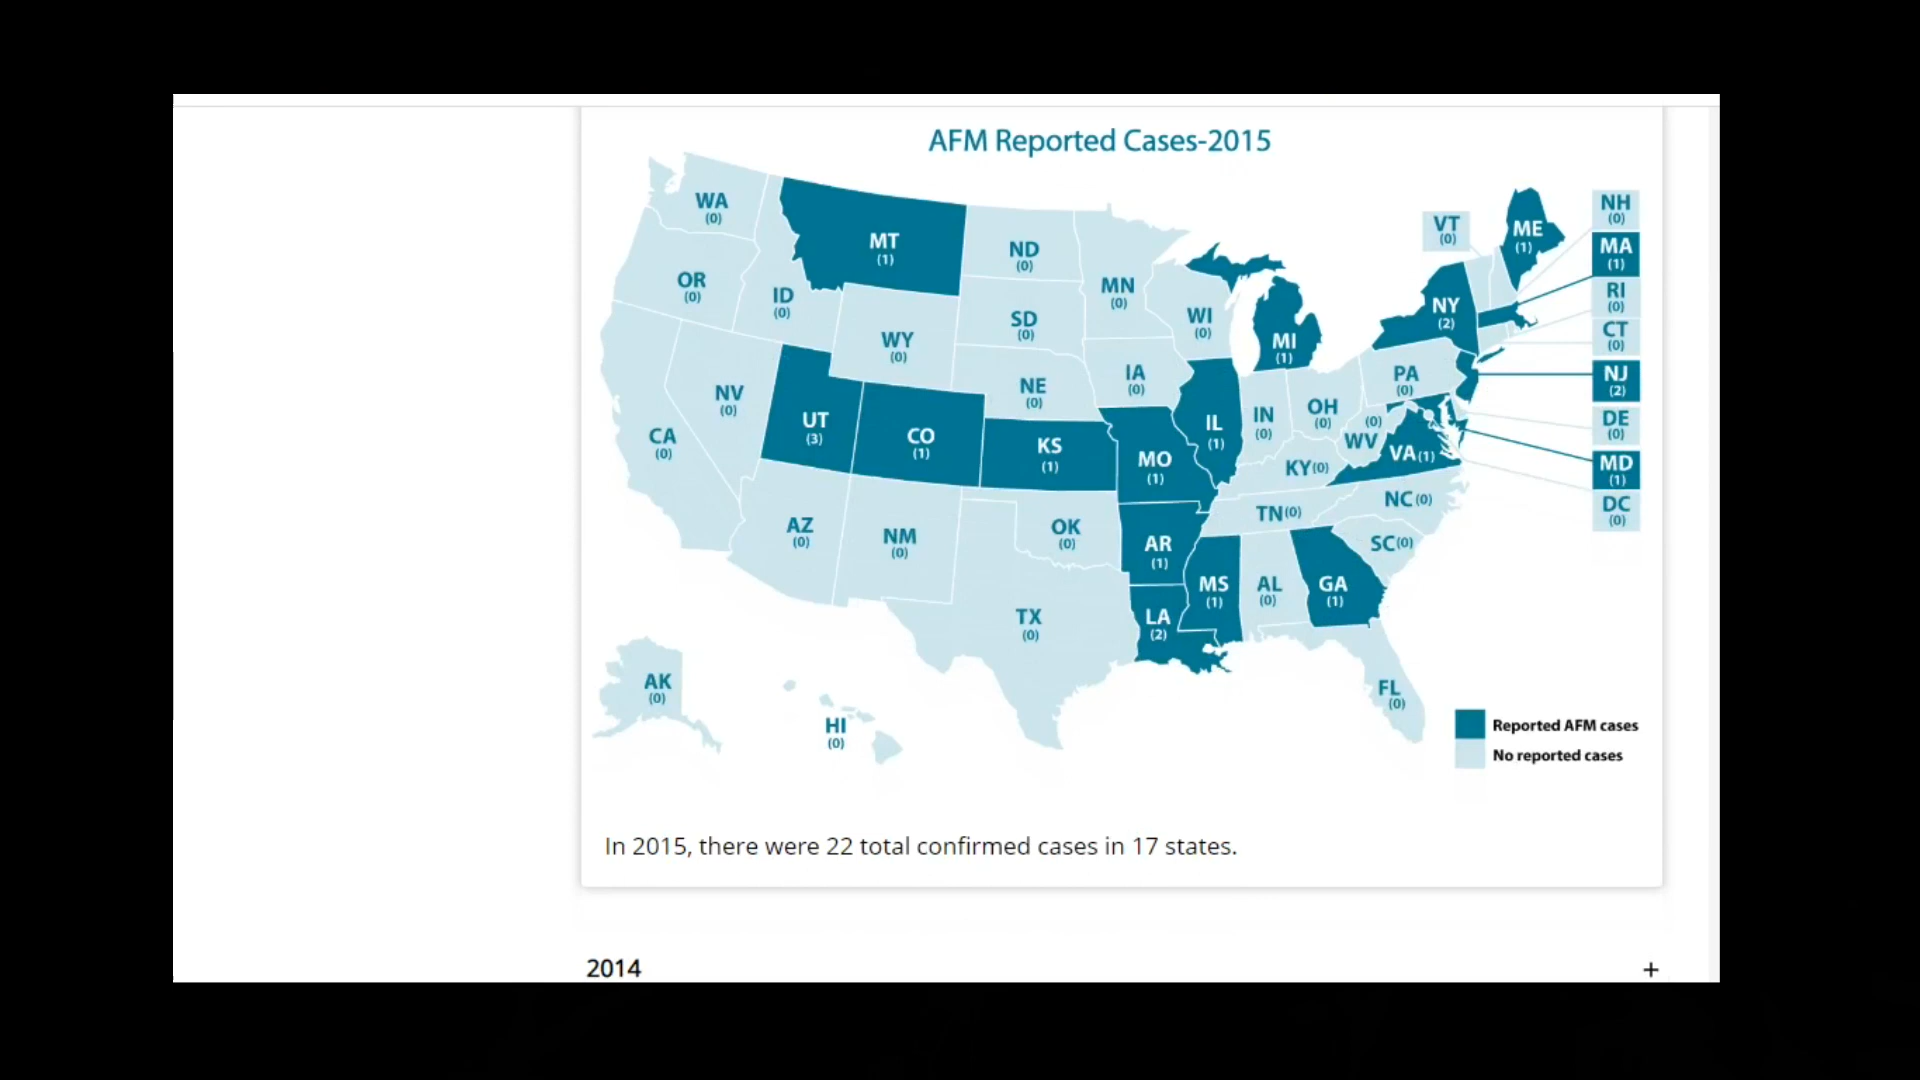 AFM Reported Cases-2015
WA
(0)
MT
(1)
ND
(0)
MN
(0)
VT
(0)
ME
(1)
NH
(0)
MA
(1)
RI
(0)
CT
(0)
NJ
(2)
DE
(0)
MD
(1)
DC
(0)
OR
(0)
ID
(0)
WY
(0)
SD
(0)
WI
(0)
MI
(1)
NY
(2)
NV
(0)
UT
(3)
CO
(1)
NE
(0)
IA
(0)
PA
(0)
CA
(0)
KS
(1)
MO
(1)
IL
(1)
IN
(0)
OH
(0)
(0)
WV
VA(1)
KY(0)
AZ
(0)
NM
(0)
OK
(0)
AR
(1)
TN(0)
NC(0)
SC(0)
TX
(0)
LA
(2)
MS
(1)
AL
(0)
GA
(1)
FL
(0)
AK
(0)
HI
(0)
Reported AFM cases
No reported cases
In 2015, there were 22 total confirmed cases in 17 states.
2014 +